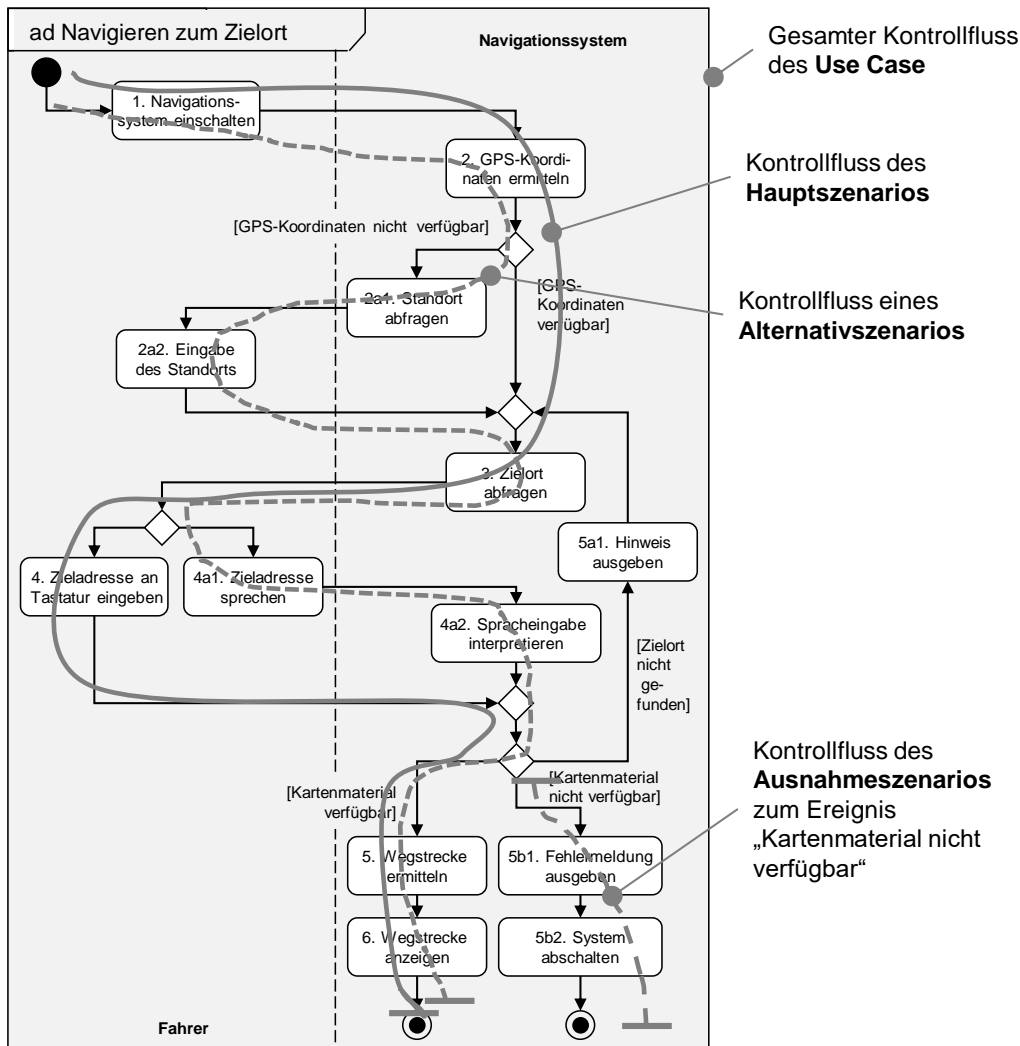 ad Navigieren zum Zielort
Navigationssystem
Gesamter Kontrollfluss
des Use Case
1. Navigations-
system einschalten
2. GPS-Koordi-
naten ermitteln
Kontrollfluss des
Hauptszenarios
[GPS-Koordinaten nicht verfügbar]
[GPS-
Koordinaten
verfügbar]
2a1. Standort
abfragen
Kontrollfluss eines
Alternativszenarios
2a2. Eingabe
des Standorts
3. Zielort
abfragen
5a1. Hinweis
ausgeben
4. Zieladresse an
Tastatur eingeben
4a1. Zieladresse
sprechen
4a2. Spracheingabe
interpretieren
[Zielort
nicht
ge-
funden]
[Kartenmaterial
verfügbar]
[Kartenmaterial
nicht verfügbar]
Kontrollfluss des
Ausnahmeszenarios
zum Ereignis
„Kartenmaterial nicht
verfügbar“
5. Wegstrecke
ermitteln
5b1. Fehlermeldung
ausgeben
6. Wegstrecke
anzeigen
5b2. System
abschalten
Fahrer